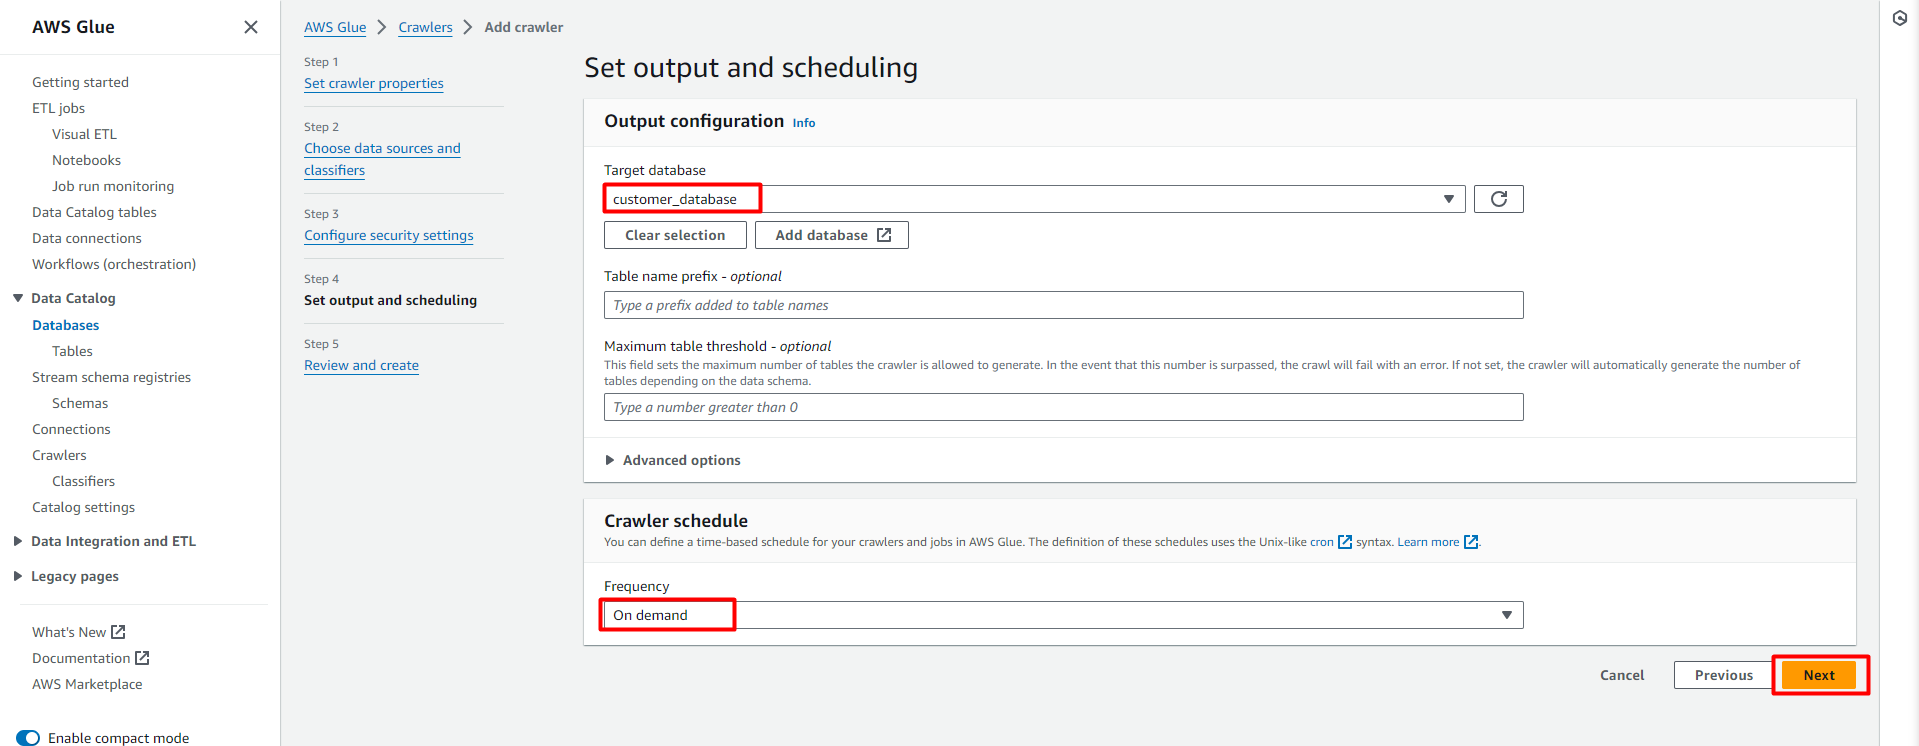 AWS Glue
Getting started
ETL jobs
Visual ETL
Notebooks
Job run monitoring
Data Catalog tables
Data connections
Workflows (orchestration)
Data Catalog
Databases
Tables
Stream schema registries
Schemas
Connections
Crawlers
Classifiers
Catalog settings
Data Integration and ETL
Legacy pages
What's New
Documentation
AWS Marketplace
Enable compact mode
AWS Glue
Crawlers
Add crawler
Step 1
Set crawler properties
Step 2
Choose data sources and
classifiers
Step 3
Configure security settings
Step 4
Set output and scheduling
Step 5
Review and create
Set output and scheduling
Output configuration Info
Target database
customer_database
Clear selection
Add database
Table name prefix - optional
Type a prefix added to table names
Maximum table threshold - optional
This field sets the maximum number of tables the crawler is allowed to generate. In the event that this number is surpassed, the crawl will fail with an error. If not set, the crawler will automatically generate the number of
tables depending on the data schema.
Type a number greater than 0
Advanced options
Crawler schedule
You can define a time-based schedule for your crawlers and jobs in AWS Glue. The definition of these schedules uses the Unix-like cron syntax. Learn more .
Frequency
On demand
Cancel
Previous
Next